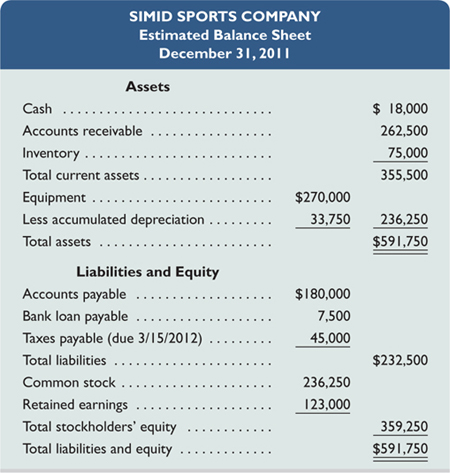 SIMID SPORTS COMPANY
Estimated Balance Sheet
December 31, 2011
Assets
Cash ............................. $ 18,000
Accounts receivable ................. 262,500
Inventory .......................... 75,000
Total current assets .................. 355,500
Equipment ......................... $270,000
Less accumulated depreciation ......... 33,750 236,250
Total assets ........................ $591,750
Liabilities and Equity
Accounts payable ................... $180,000
Bank loan payable .................... 7,500
Taxes payable (due 3/15/2012) ......... 45,000
Total liabilities ...................... $232,500
Common stock ..................... 236,250
Retained earnings ................... 123,000
Total stockholders' equity ............ 359,250
Total liabilities and equity ............. $591,750